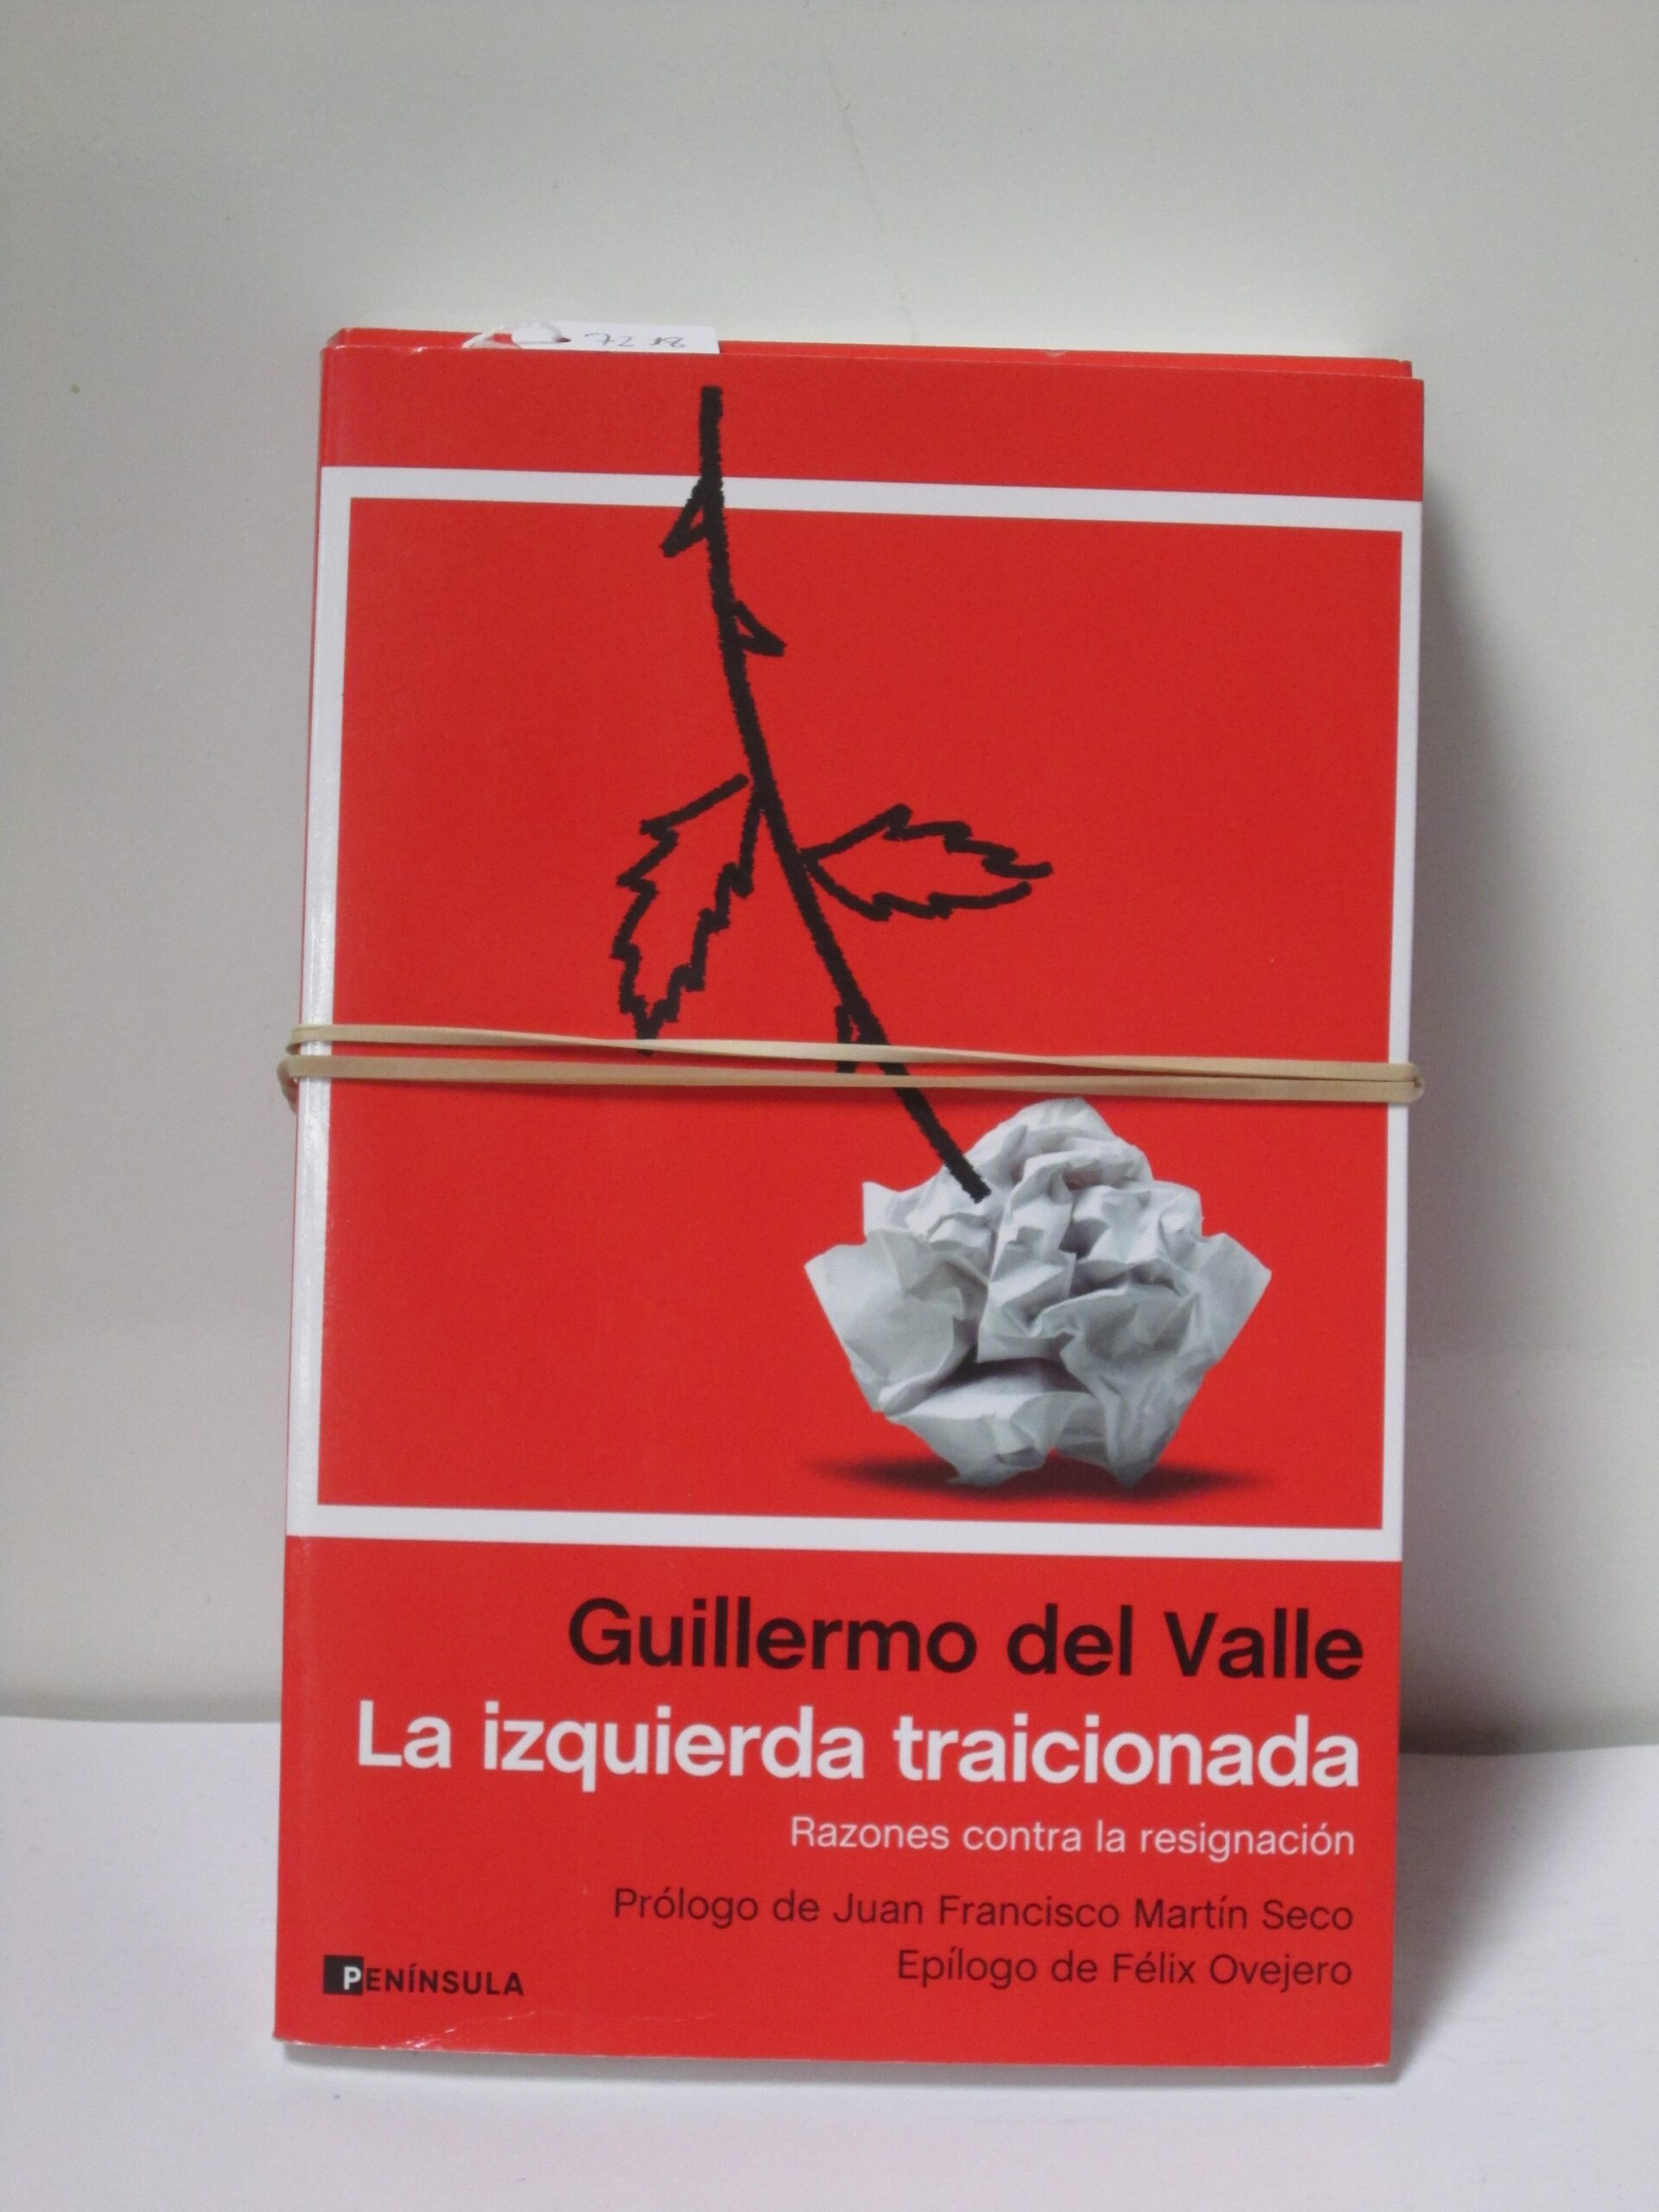 Guillermo del Valle
La izquierda traicionada
Razones contra la resignación
Prólogo de Juan Francisco Martín Seco
Epílogo de Félix Ovejero
PENÍNSULA